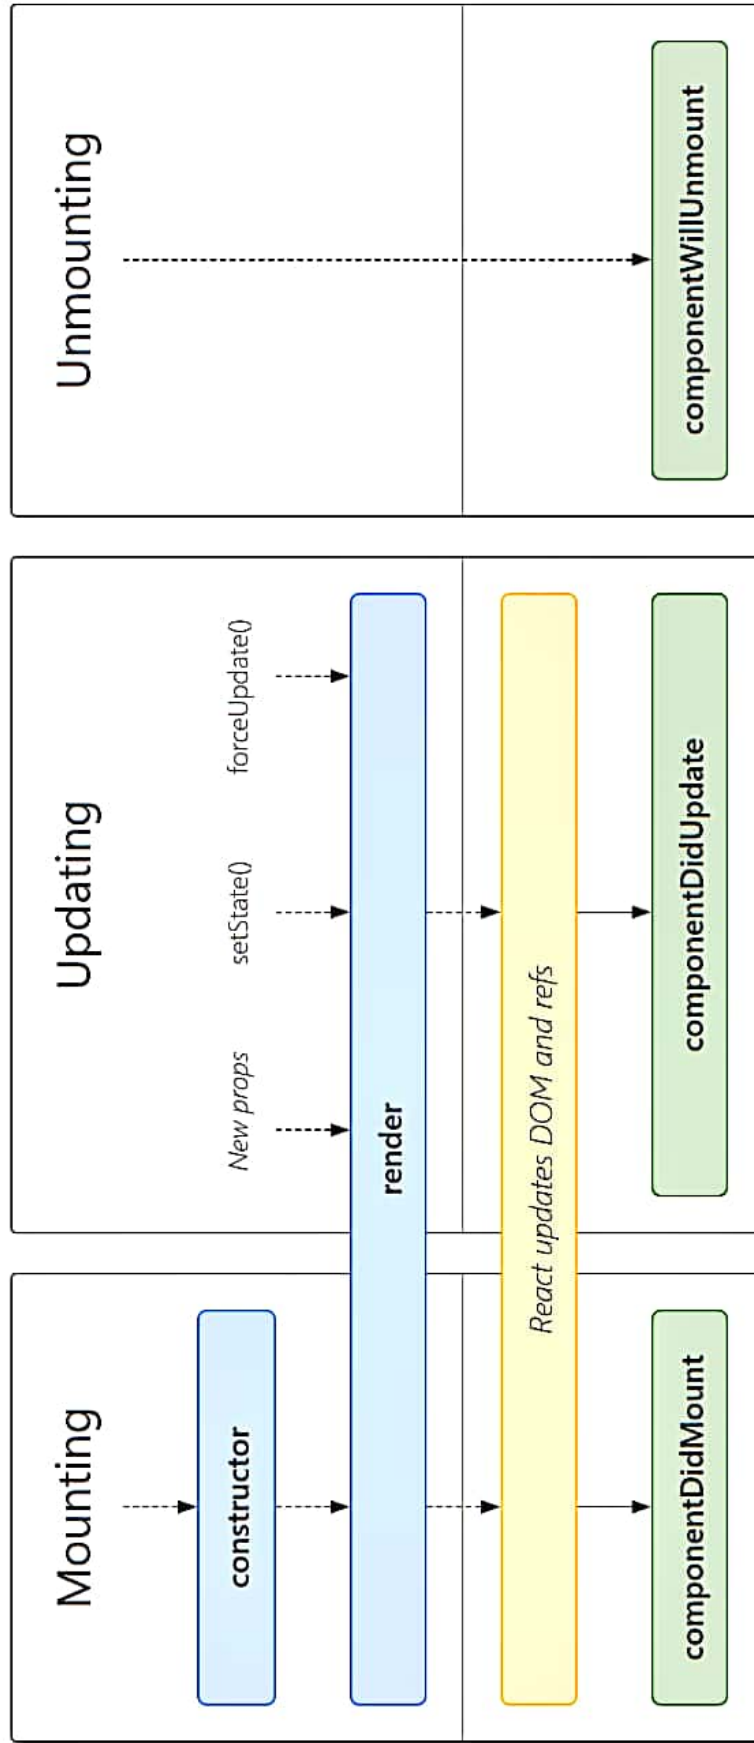 Mounting
Updating
Unmounting
constructor
New props
setState()
forceUpdate()
render
React updates DOM and refs
componentDidMount
componentDidUpdate
componentWillUnmount